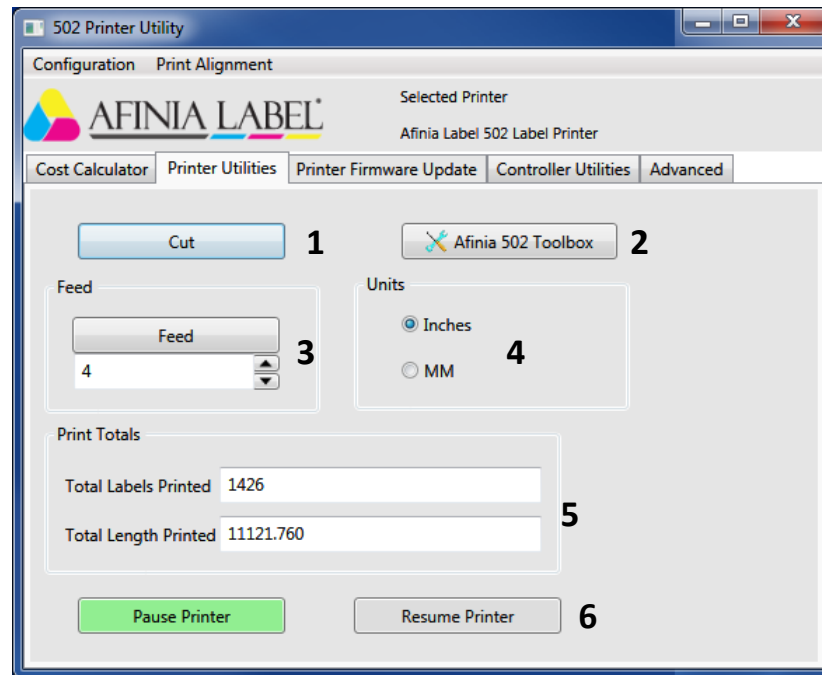 502 Printer Utility
Configuration Print Alignment
AFINIA LABEL
Selected Printer
Afinia Label 502 Label Printer
Cost Calculator Printer Utilities Printer Firmware Update Controller Utilities Advanced
Cut 1 Afinia 502 Toolbox 2
Feed Units
Feed Inches
3 4
4 MM
Print Totals
Total Labels Printed 1426
5
Total Length Printed 11121.760
Pause Printer Resume Printer 6